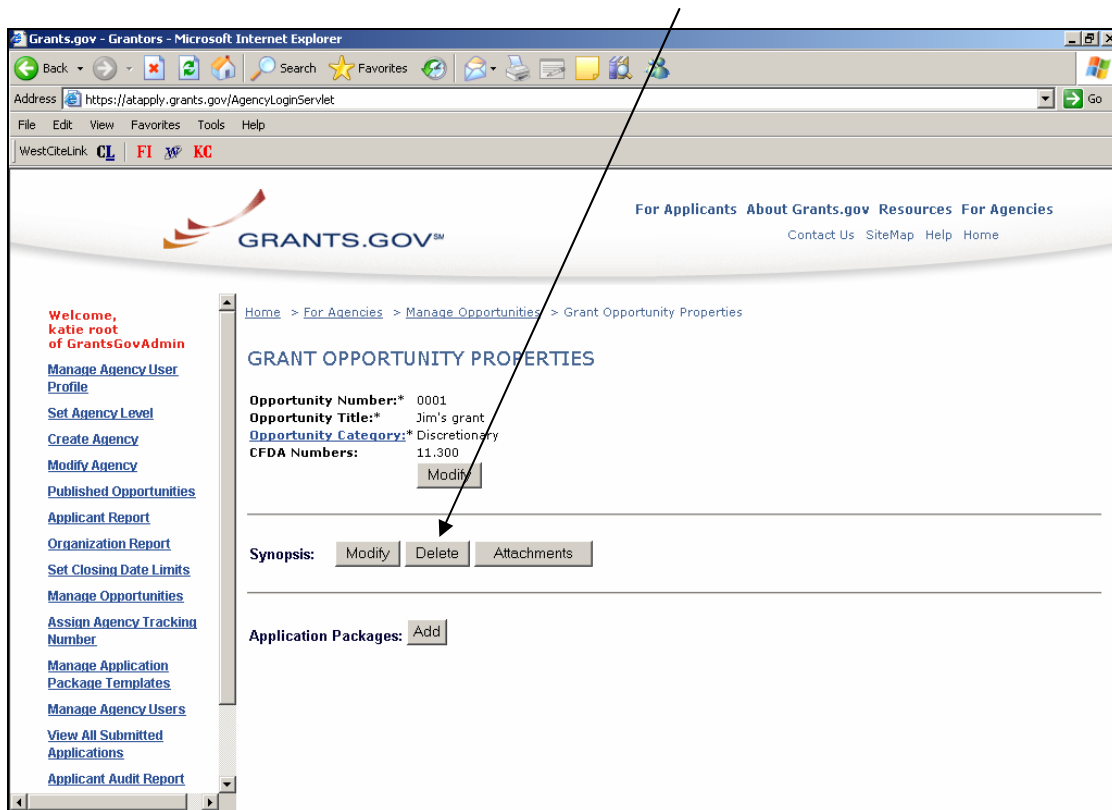 Grants.gov - Grantors - Microsoft Internet Explorer
Back Search Favorites
Address https://atapply.grants.gov/AgencyLoginServlet Go
File Edit View Favorites Tools Help
WestCiteLink CL FI KC
For Applicants About Grants.gov Resources For Agencies
Contact Us SiteMap Help Home
GRANTS.GOV℠
Welcome,
katie root
of GrantsGovAdmin
Manage Agency User
Profile
Set Agency Level
Create Agency
Modify Agency
Published Opportunities
Applicant Report
Organization Report
Set Closing Date Limits
Manage Opportunities
Assign Agency Tracking
Number
Manage Application
Package Templates
Manage Agency Users
View All Submitted
Applications
Applicant Audit Report
Home > For Agencies > Manage Opportunities > Grant Opportunity Properties
GRANT OPPORTUNITY PROPERTIES
Opportunity Number:* 0001
Opportunity Title:* Jim's grant
Opportunity Category:* Discretionary
CFDA Numbers: 11.300
Modify
Synopsis: Modify Delete Attachments
Application Packages: Add